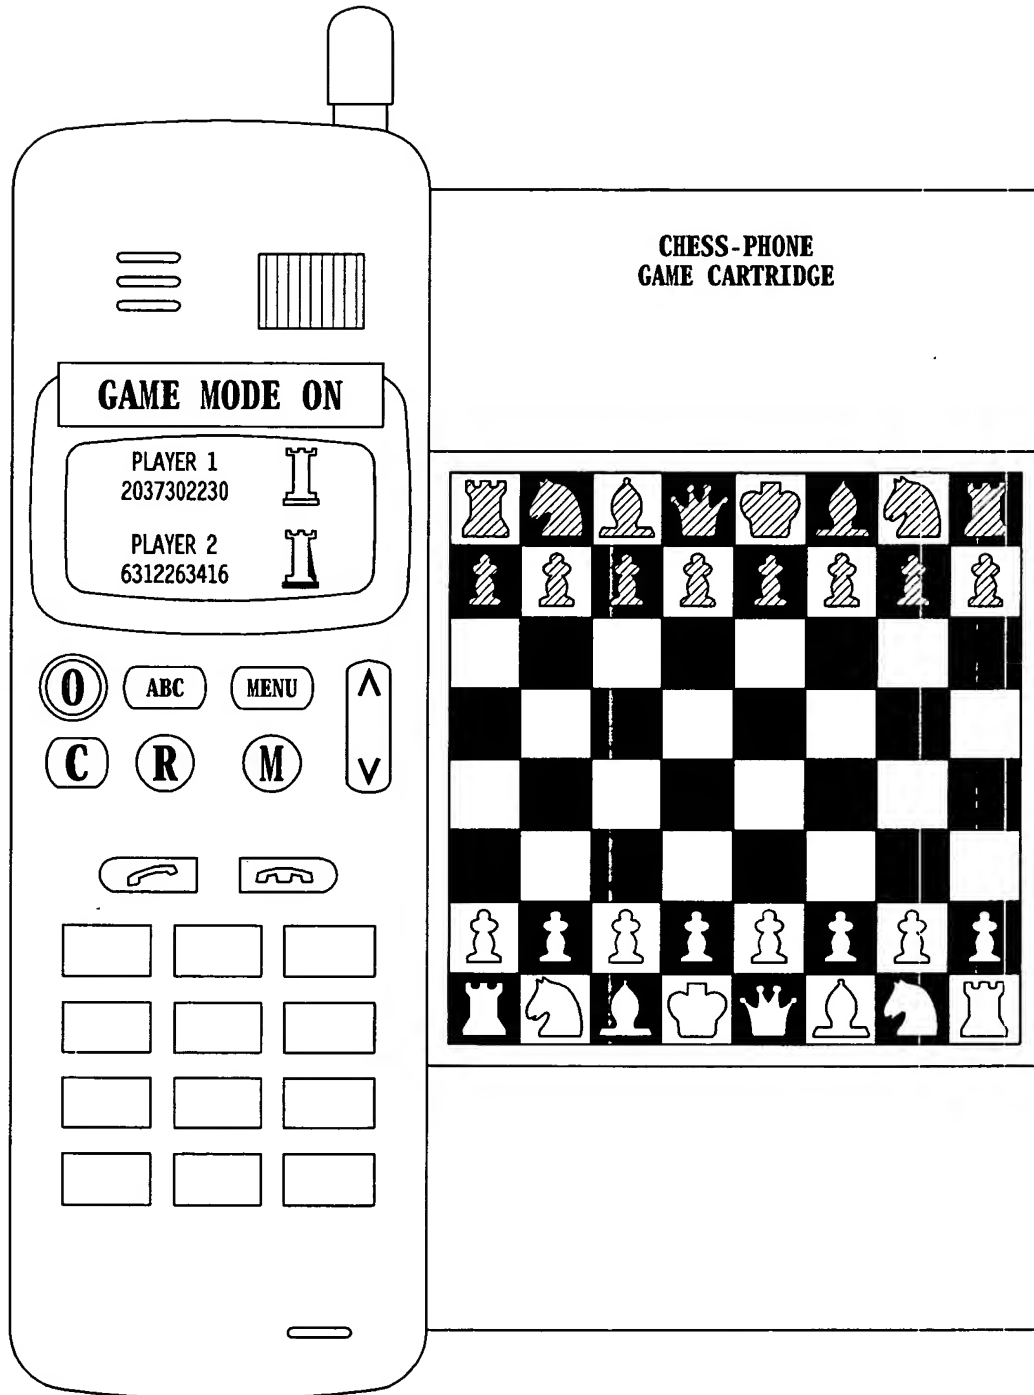 CHESS-PHONE
GAME CARTRIDGE
GAME MODE ON
PLAYER 1
2037302230
PLAYER 2
6312263416
O ABC MENU
C R M